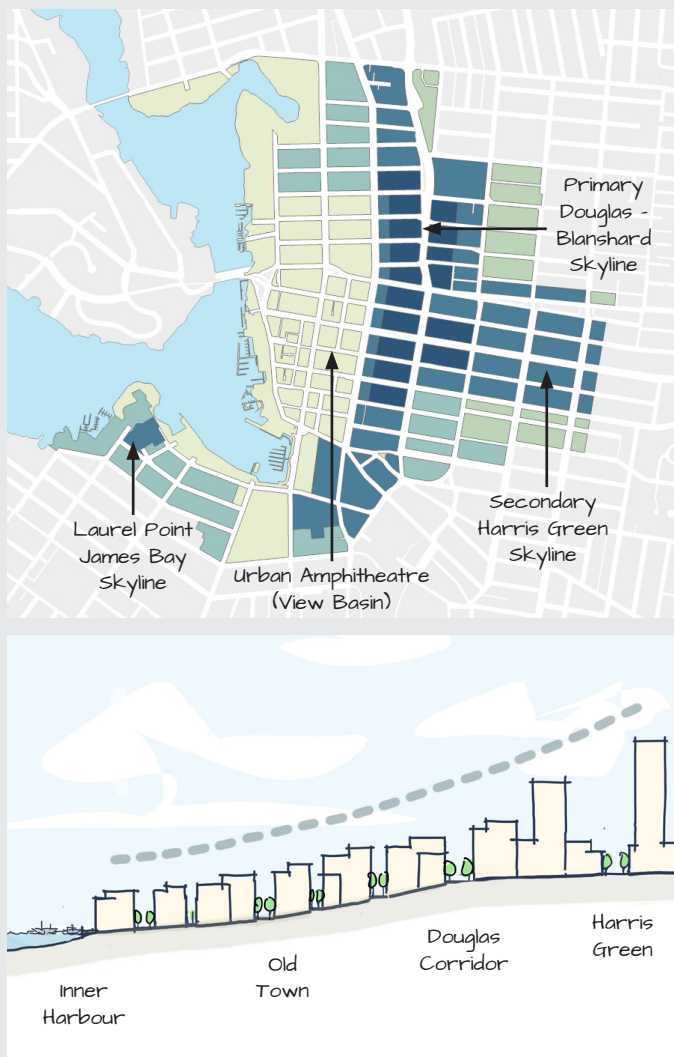 Primary
Douglas -
Blanshard
Skyline
Secondary
Harris Green
Skyline
Laurel Point
James Bay
Skyline
Urban Amphitheatre
(View Basin)
Inner
Harbour
Old
Town
Douglas
Corridor
Harris
Green